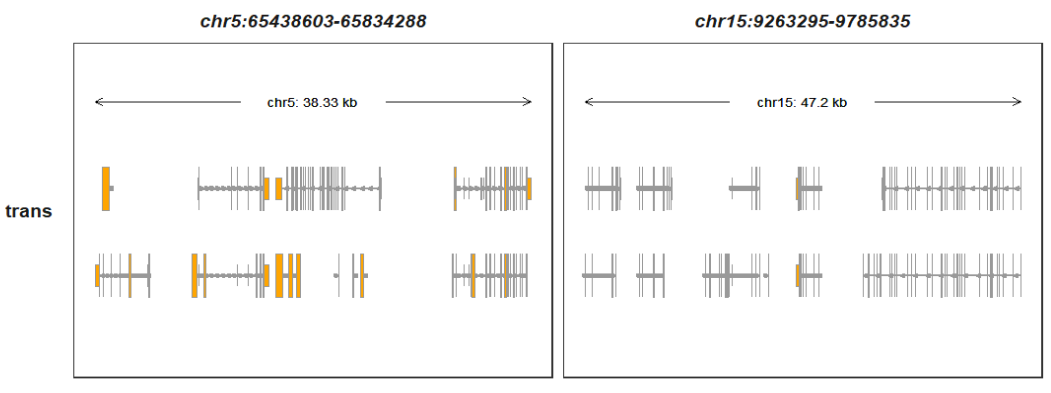 chr5:65438603-65834288
chr15:9263295-9785835
chr5: 38.33 kb
chr15: 47.2 kb
trans